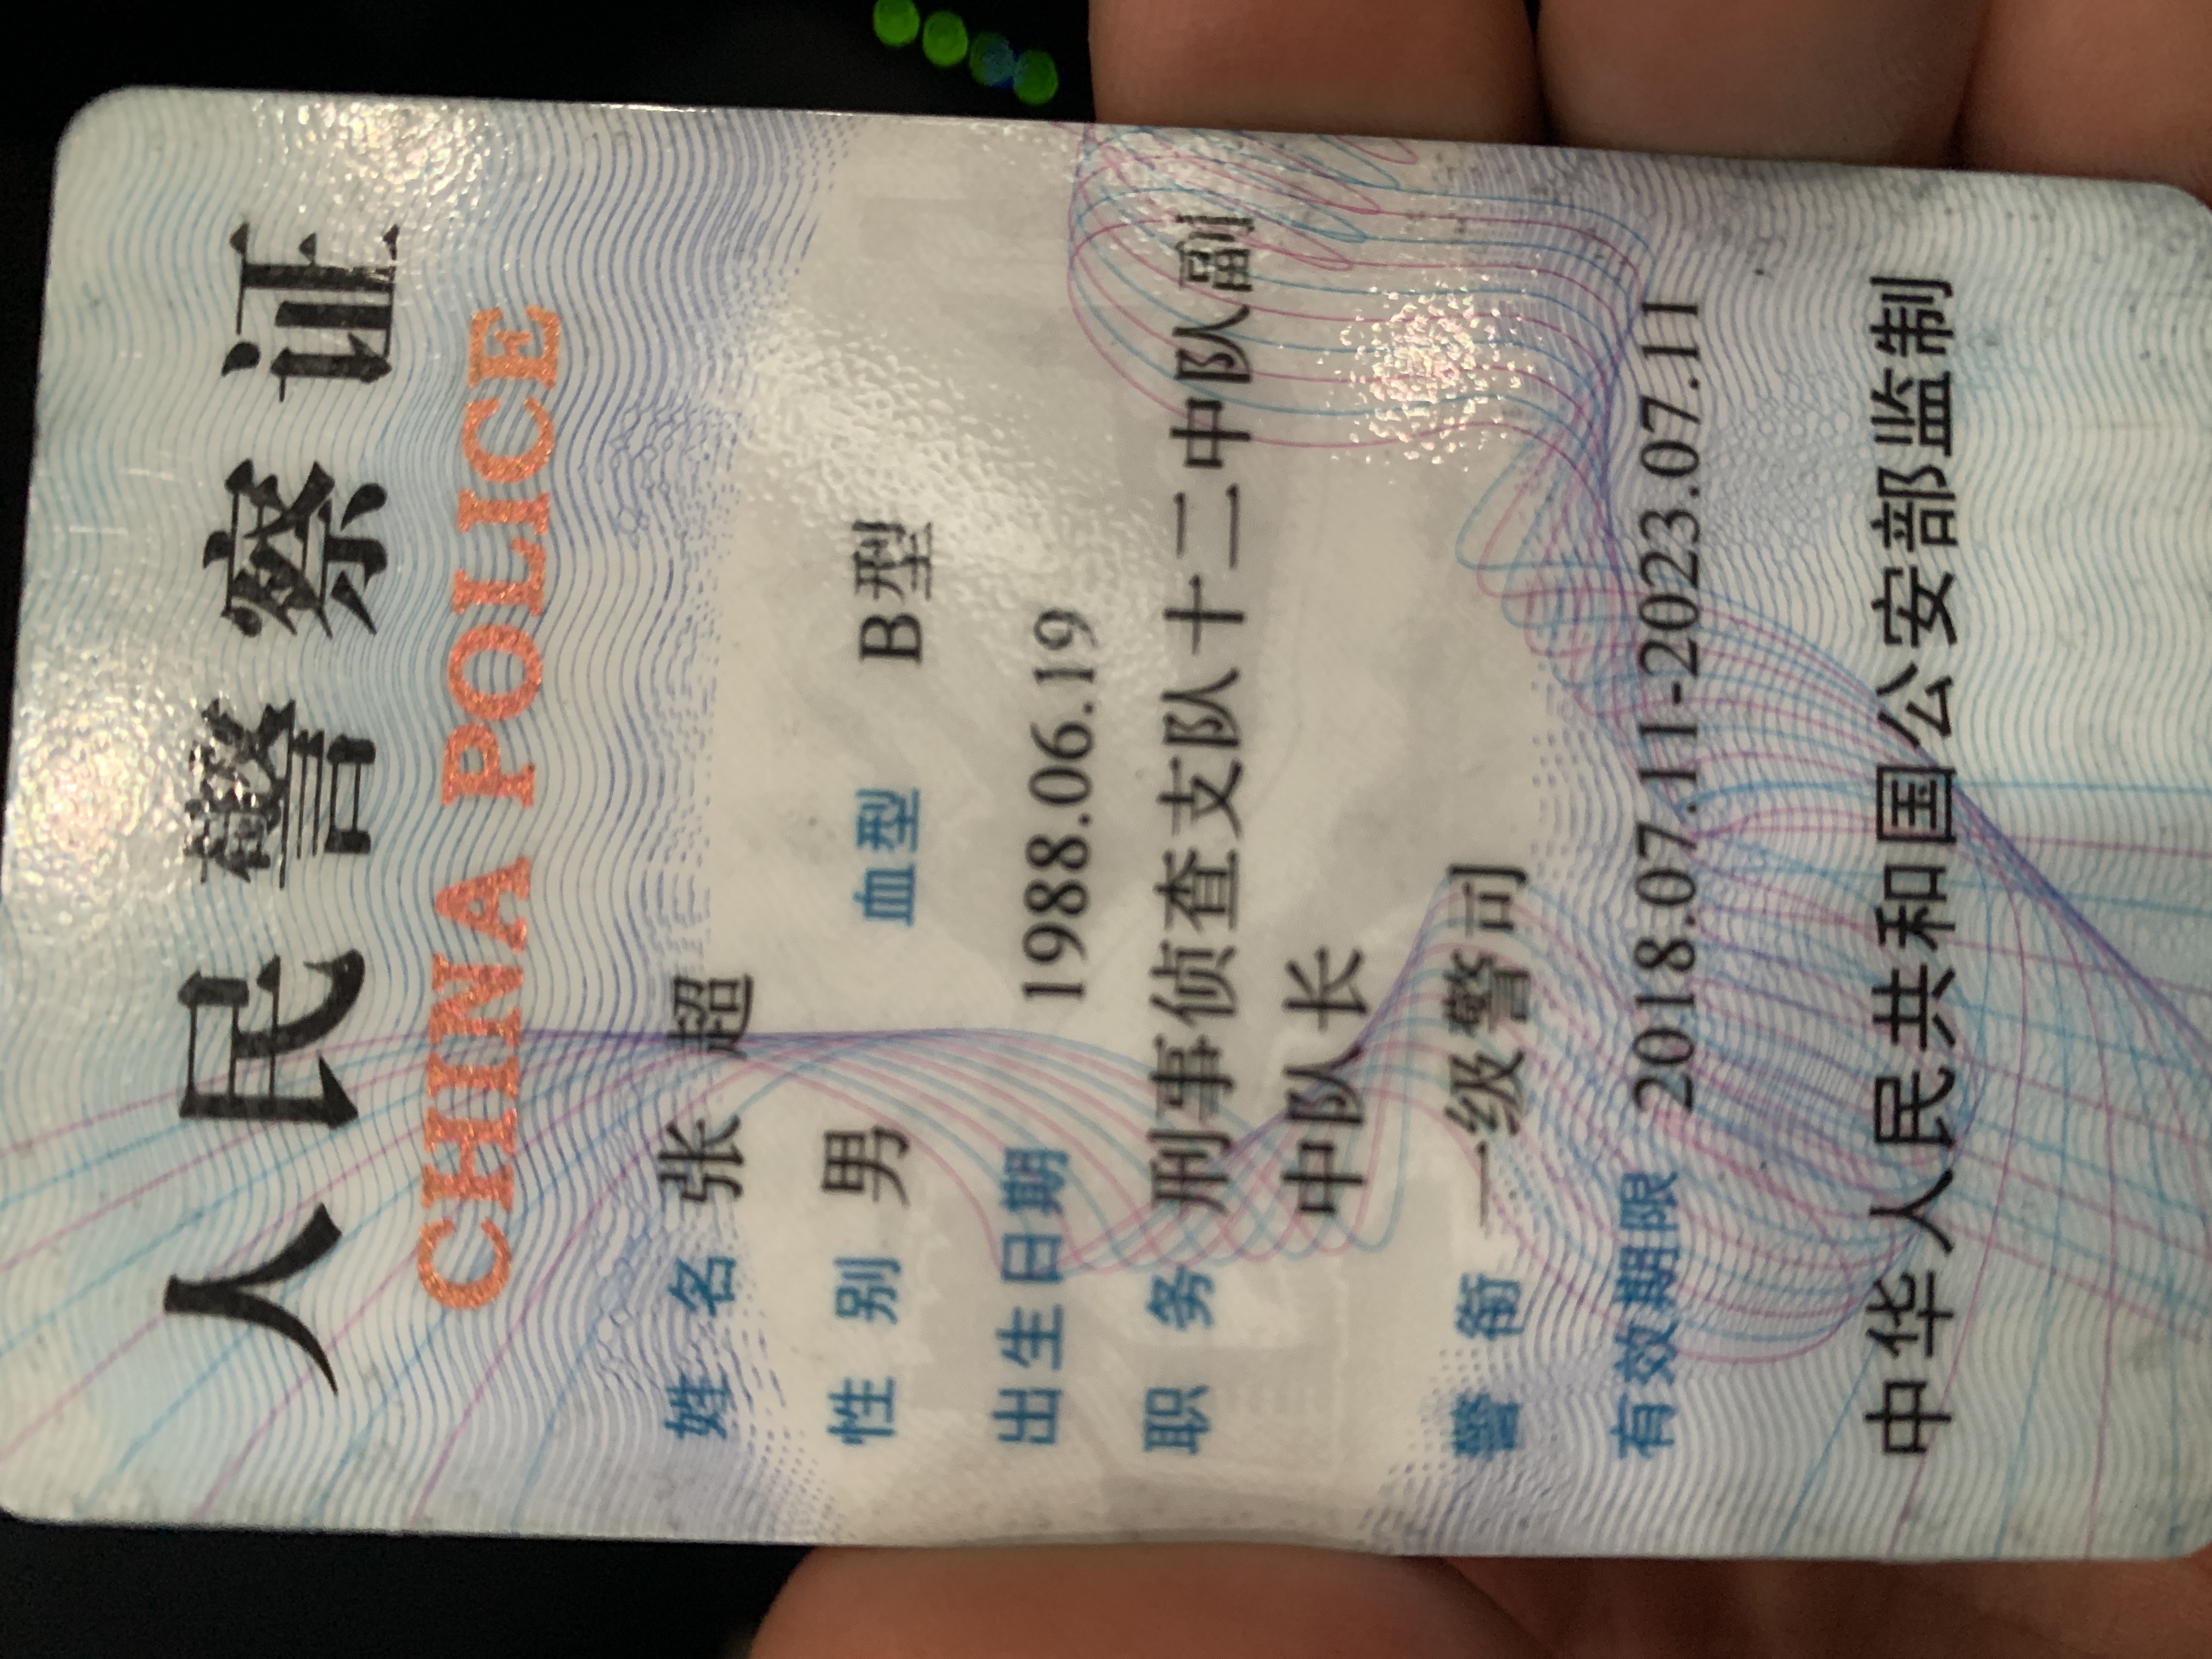 人民警察证
CHINA POLICE
姓名 张超
性别 男 血型 B型
出生日期 1988.06.19
职务 刑事侦查支队十二中队副
中队长
警衔 一级警司
有效期限 2018.07.11-2023.07.11
中华人民共和国公安部监制